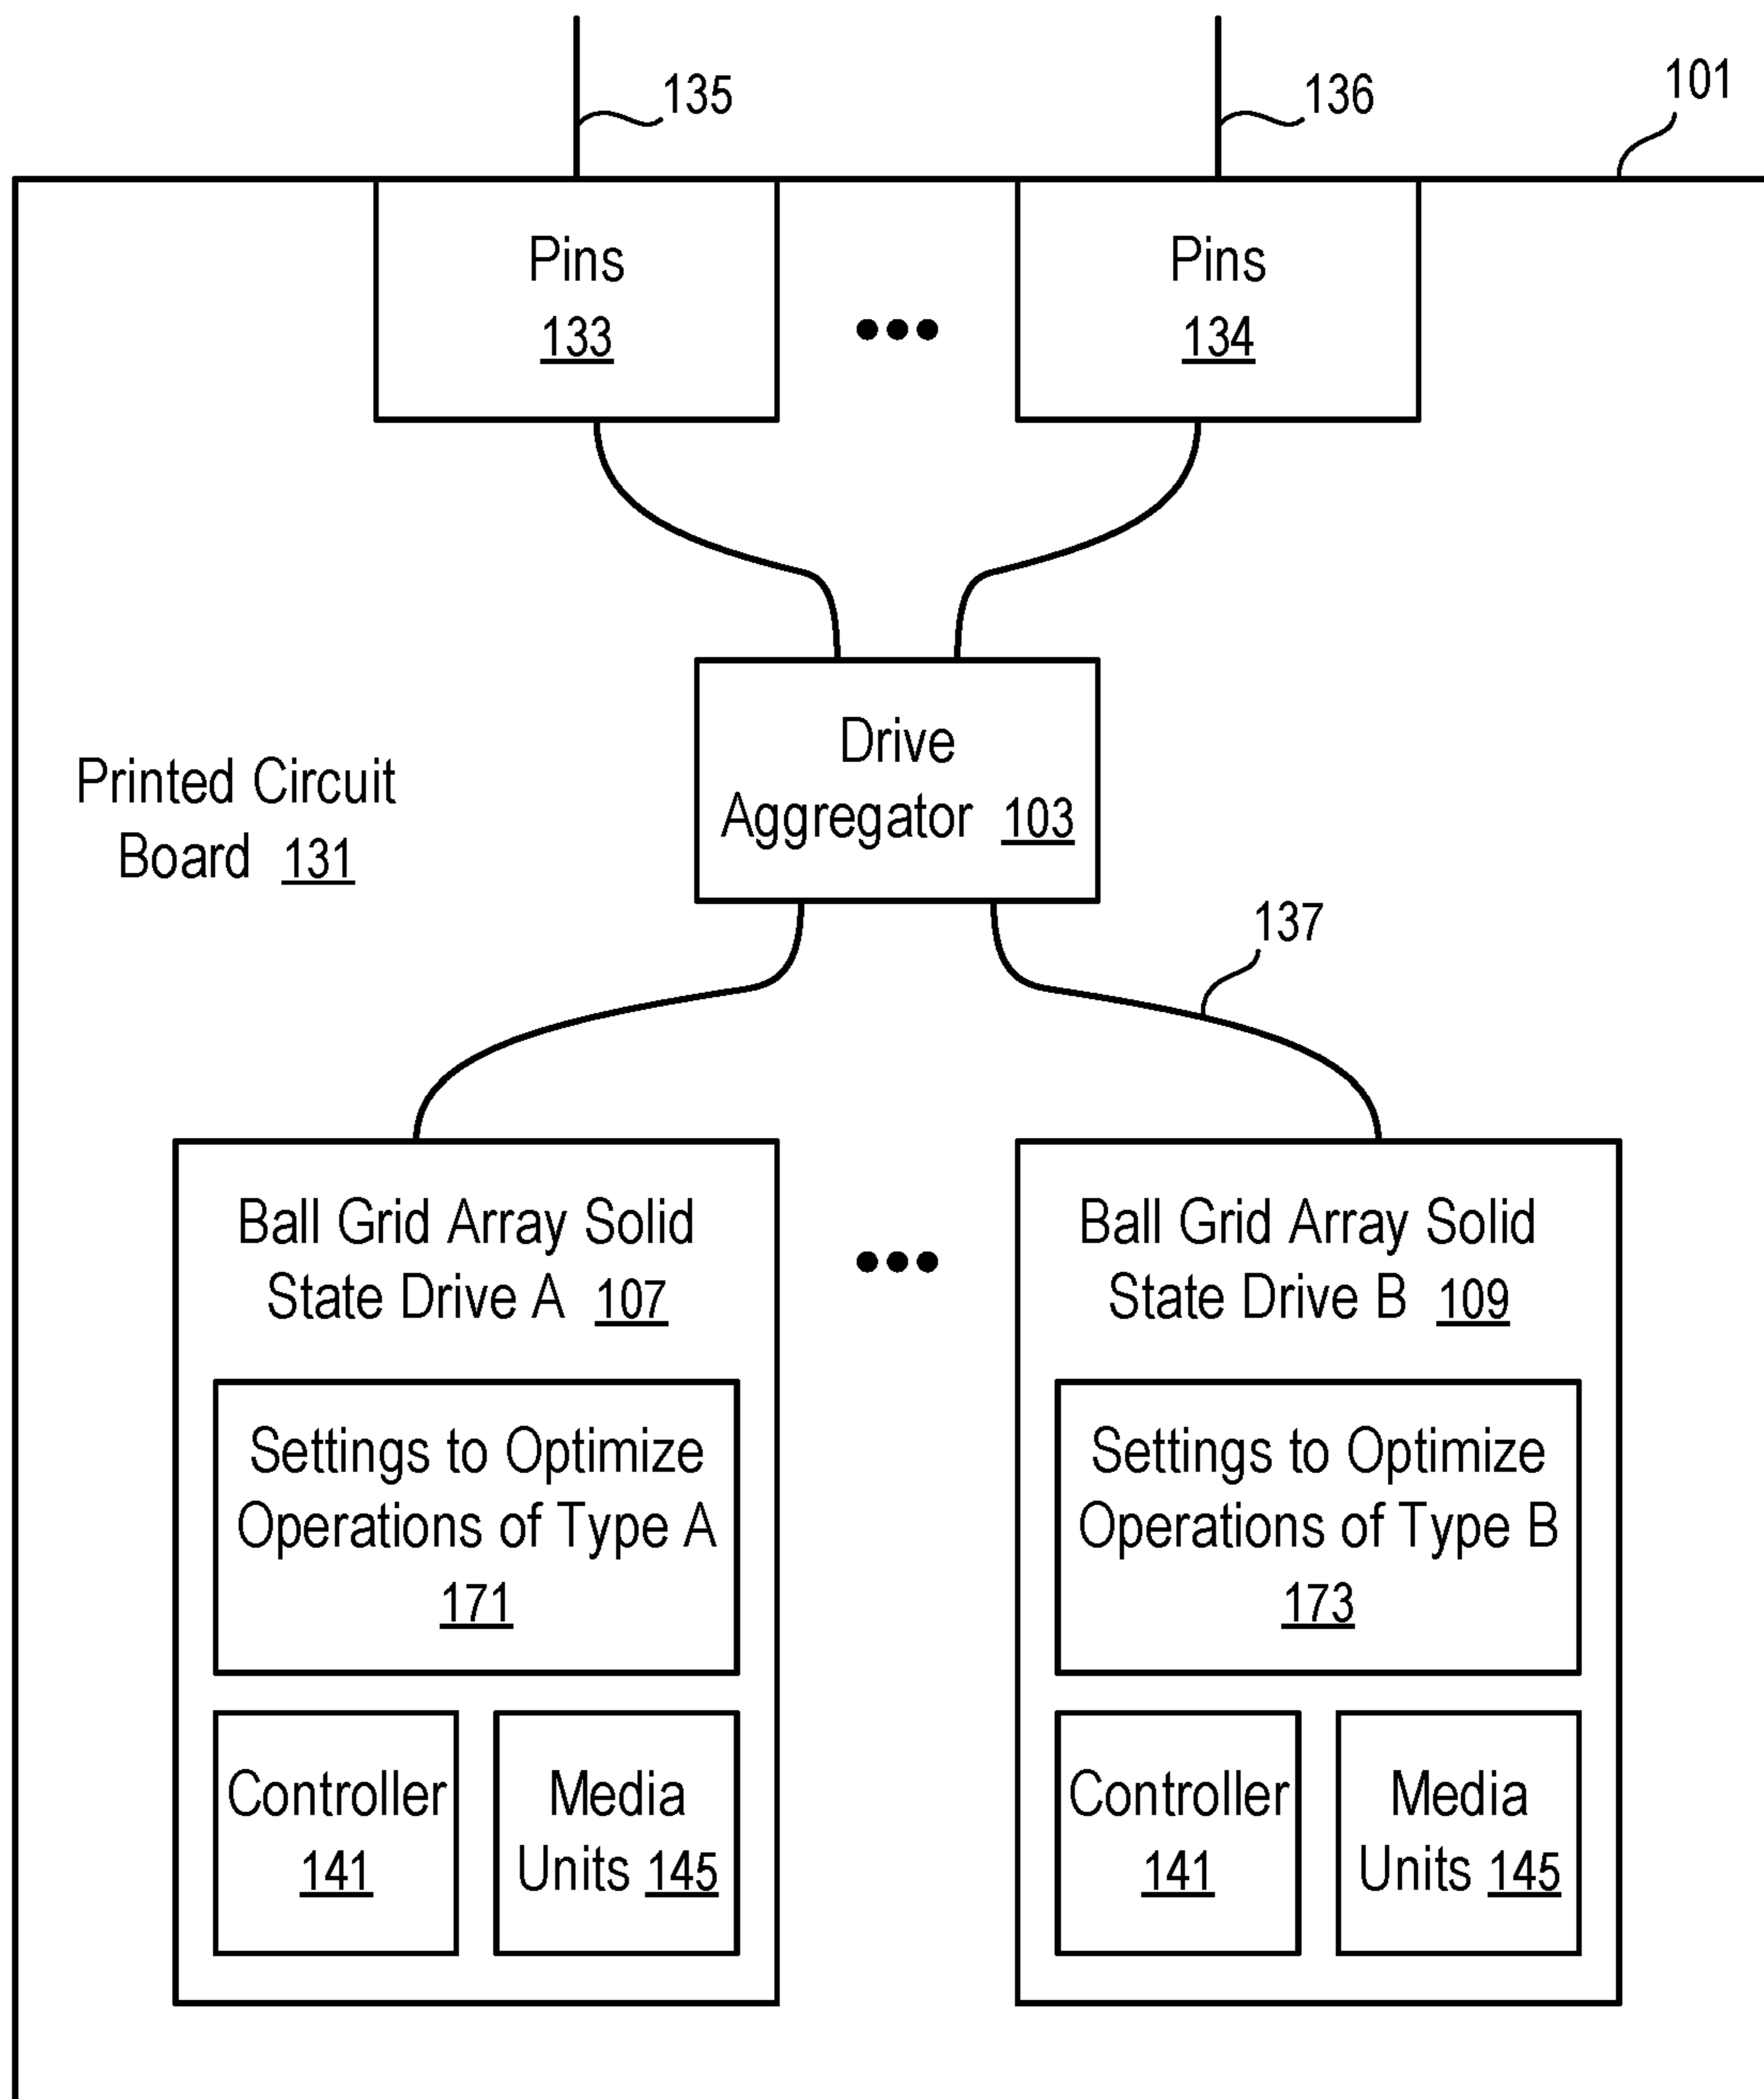 135
136
101
Pins
133
Pins
134
Drive
Aggregator 103
Printed Circuit
Board 131
137
Ball Grid Array Solid
State Drive A 107
Settings to Optimize
Operations of Type A
171
Controller
141
Media
Units 145
Ball Grid Array Solid
State Drive B 109
Settings to Optimize
Operations of Type B
173
Controller
141
Media
Units 145